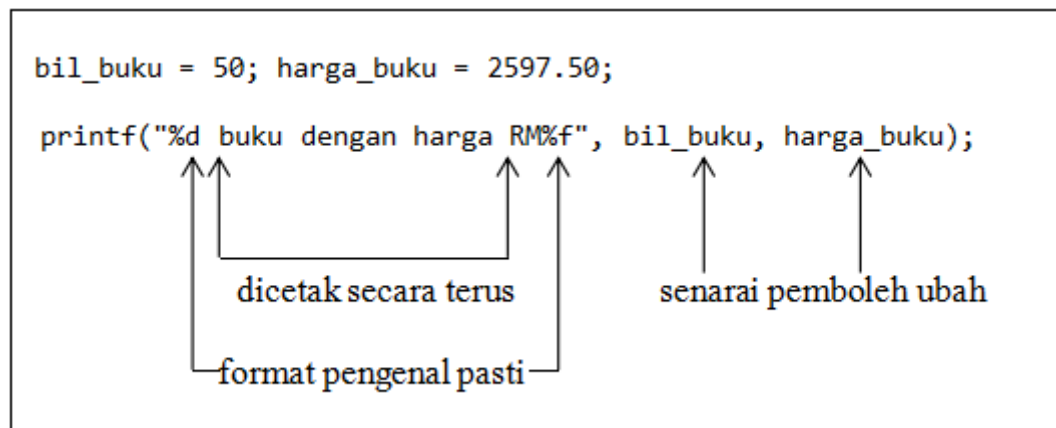 bil_buku = 50; harga_buku = 2597.50;
printf("%d buku dengan harga RM%f", bil_buku, harga_buku);
dicetak secara terus senarai pemboleh ubah
format pengenal pasti